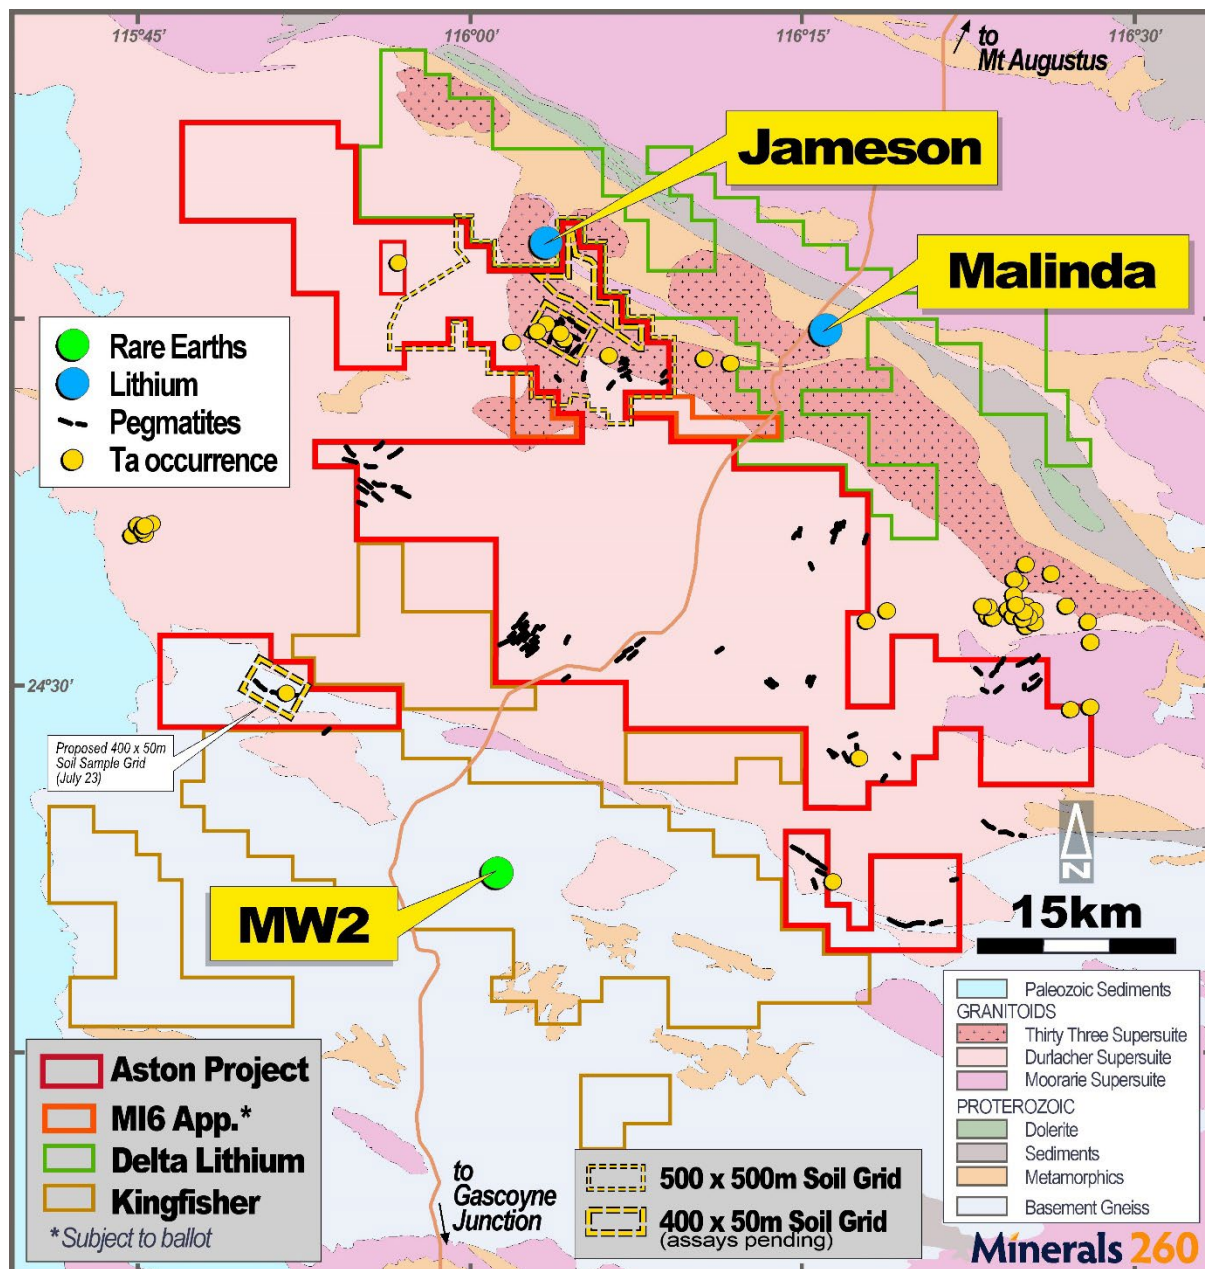 115°45'
116°00'
116°15'
116°30'
to
Mt Augustus
Jameson
Malinda
Rare Earths
Lithium
Pegmatites
Ta occurrence
24°30'
Proposed 400 x 50m
Soil Sample Grid
(July 23)
MW2
N
15km
Paleozoic Sediments
GRANITOIDS
Thirty Three Supersuite
Durlacher Supersuite
Moorarie Supersuite
PROTEROZOIC
Dolerite
Sediments
Metamorphics
Basement Gneiss
Aston Project
MI6 App.*
Delta Lithium
Kingfisher
*Subject to ballot
to
Gascoyne
Junction
500 x 500m Soil Grid
400 x 50m Soil Grid
(assays pending)
Minerals 260